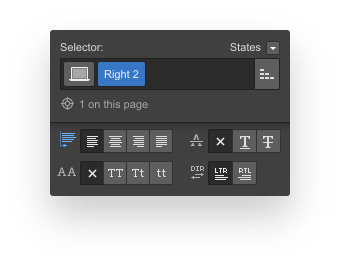 Selector: States
Right 2
1 on this page
× T T
AA × TT Tt tt DIR LTR RTL